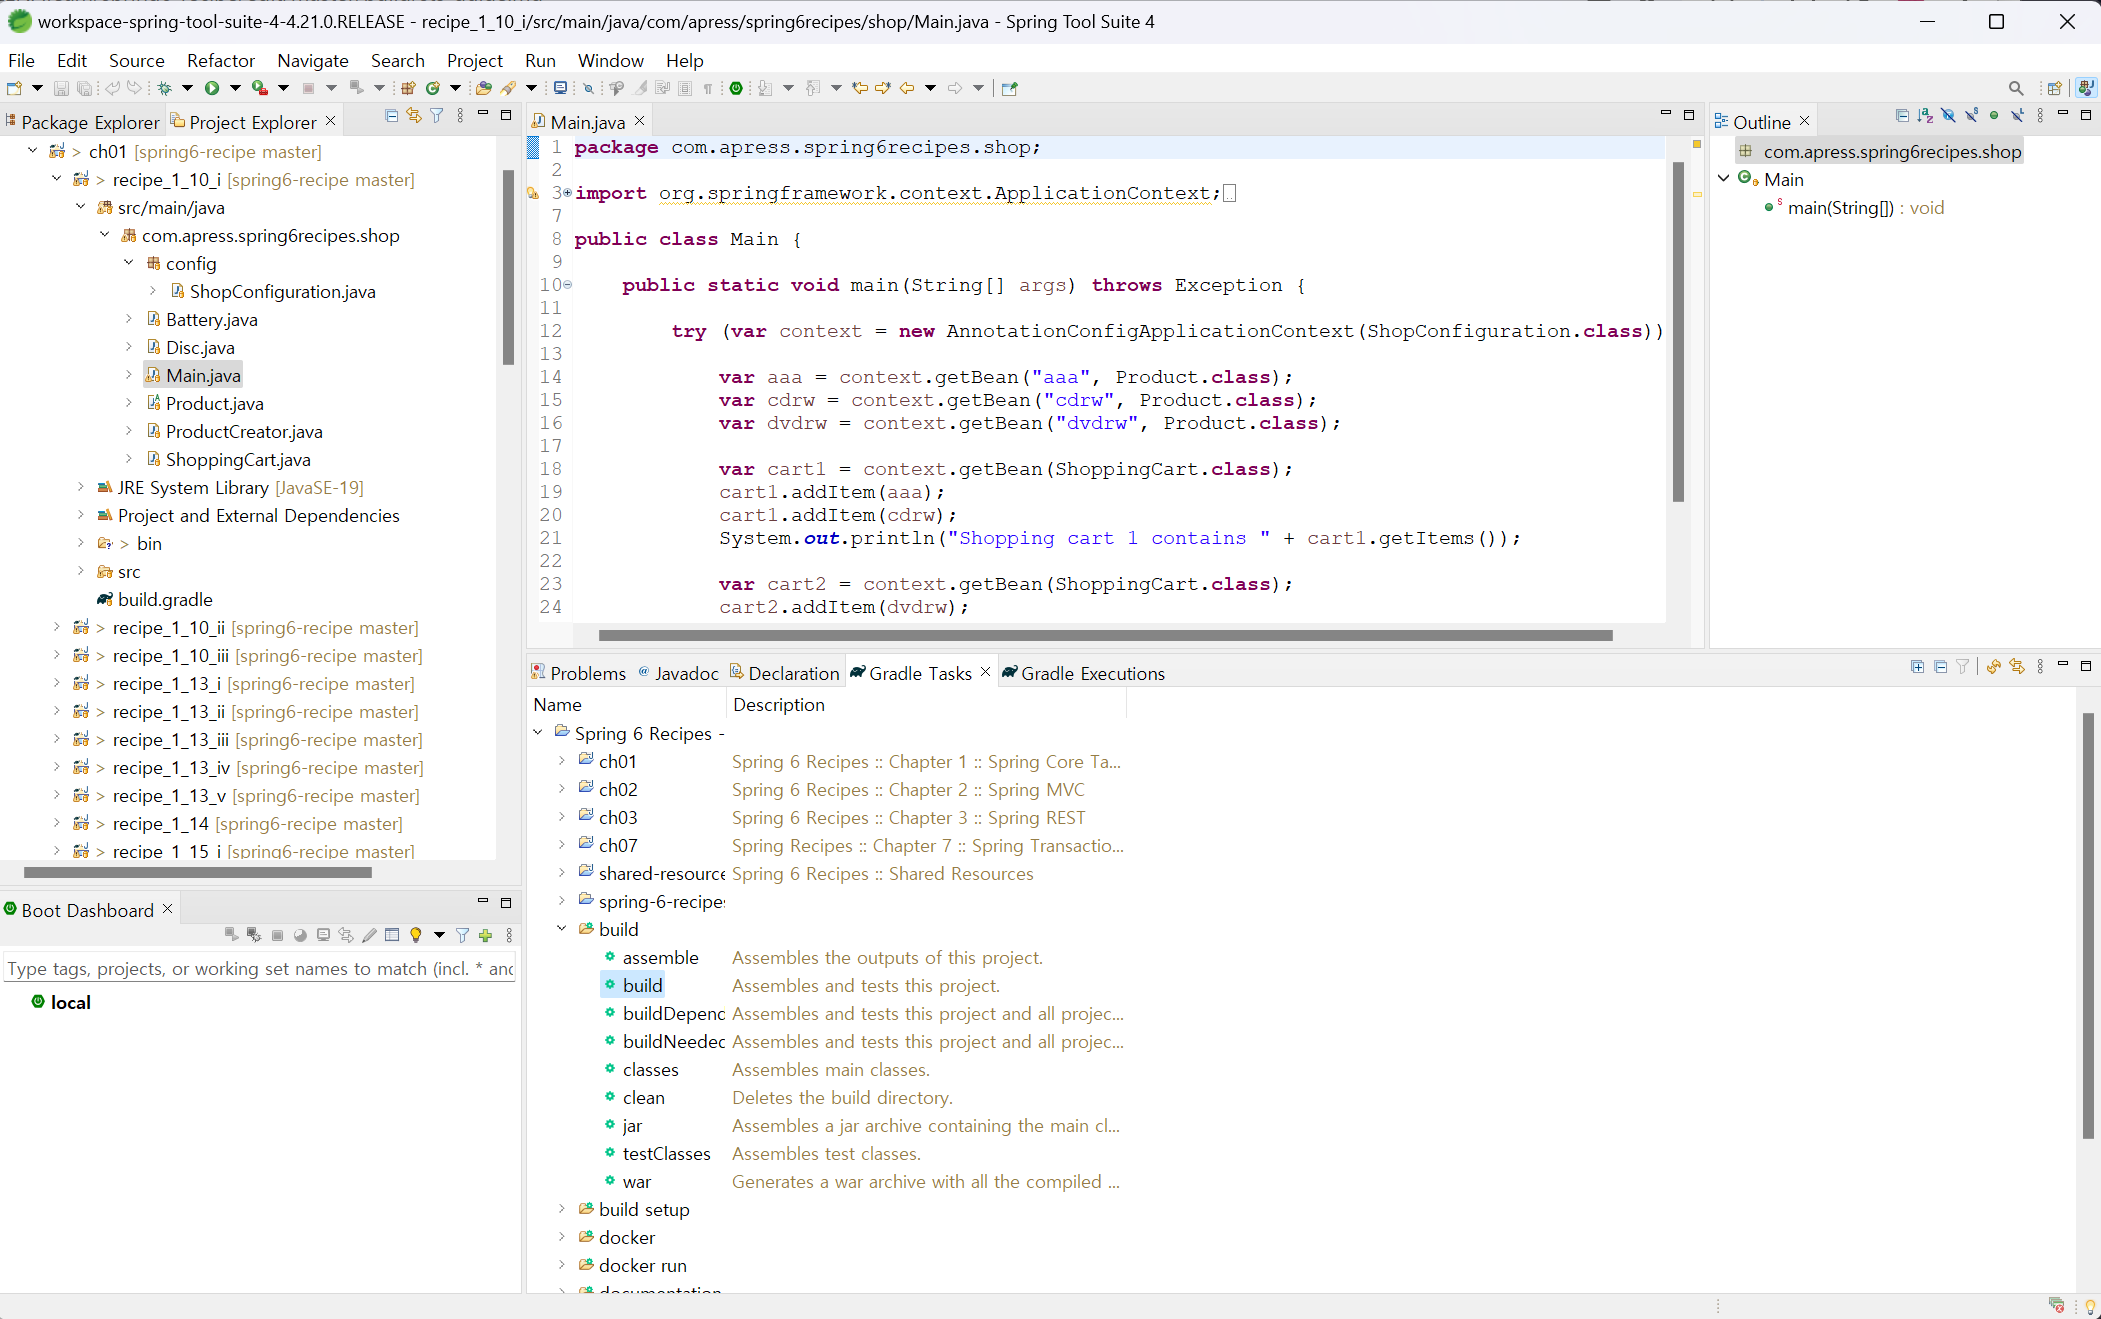 workspace-spring-tool-suite-4-4.21.0.RELEASE - recipe_1_10_i/src/main/java/com/apress/spring6recipes/shop/Main.java - Spring Tool Suite 4
File Edit Source Refactor Navigate Search Project Run Window Help
Package Explorer Project Explorer
ch01 [spring6-recipe master]
recipe_1_10_i [spring6-recipe master]
src/main/java
com.apress.spring6recipes.shop
config
ShopConfiguration.java
Battery.java
Disc.java
Main.java
Product.java
ProductCreator.java
ShoppingCart.java
JRE System Library [JavaSE-19]
Project and External Dependencies
> bin
src
build.gradle
> recipe_1_10_ii [spring6-recipe master]
> recipe_1_10_iii [spring6-recipe master]
> recipe_1_13_i [spring6-recipe master]
> recipe_1_13_ii [spring6-recipe master]
> recipe_1_13_iii [spring6-recipe master]
> recipe_1_13_iv [spring6-recipe master]
> recipe_1_13_v [spring6-recipe master]
> recipe_1_14 [spring6-recipe master]
> recipe_1_15_i [spring6-recipe master]
Boot Dashboard
Type tags, projects, or working set names to match (incl. * and
local
Main.java
1 package com.apress.spring6recipes.shop;
2
3 import org.springframework.context.ApplicationContext;
7
8 public class Main {
9
10 public static void main(String[] args) throws Exception {
11
12 try (var context = new AnnotationConfigApplicationContext(ShopConfiguration.class))
13
14 var aaa = context.getBean("aaa", Product.class);
15 var cdrw = context.getBean("cdrw", Product.class);
16 var dvdrw = context.getBean("dvdrw", Product.class);
17
18 var cart1 = context.getBean(ShoppingCart.class);
19 cart1.addItem(aaa);
20 cart1.addItem(cdrw);
21 System.out.println("Shopping cart 1 contains " + cart1.getItems());
22
23 var cart2 = context.getBean(ShoppingCart.class);
24 cart2.addItem(dvdrw);
Outline
com.apress.spring6recipes.shop
Main
main(String[]) : void
Problems Javadoc Declaration Gradle Tasks Gradle Executions
Name Description
Spring 6 Recipes -
ch01 Spring 6 Recipes :: Chapter 1 :: Spring Core Ta...
ch02 Spring 6 Recipes :: Chapter 2 :: Spring MVC
ch03 Spring 6 Recipes :: Chapter 3 :: Spring REST
ch07 Spring Recipes :: Chapter 7 :: Spring Transactio...
shared-resource Spring 6 Recipes :: Shared Resources
spring-6-recipe
build
assemble Assembles the outputs of this project.
build Assembles and tests this project.
buildDepend Assembles and tests this project and all projec...
buildNeeded Assembles and tests this project and all projec...
classes Assembles main classes.
clean Deletes the build directory.
jar Assembles a jar archive containing the main cl...
testClasses Assembles test classes.
war Generates a war archive with all the compiled ...
build setup
docker
docker run
documentation